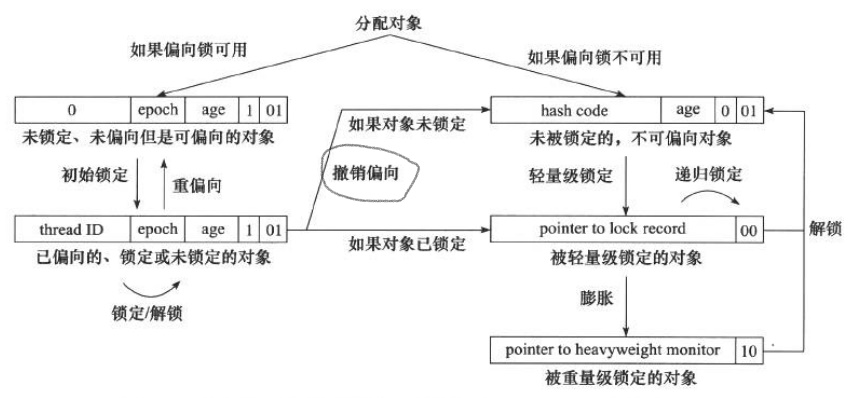 分配对象
如果偏向锁可用
如果偏向锁不可用
0 epoch age 1 01
hash code age 0 01
未锁定、未偏向但是可偏向的对象
如果对象未锁定
未被锁定的，不可偏向对象
初始锁定
重偏向
撤销偏向
轻量级锁定
递归锁定
thread ID epoch age 1 01
pointer to lock record 00
解锁
已偏向的、锁定或未锁定的对象
如果对象已锁定
被轻量级锁定的对象
锁定/解锁
膨胀
pointer to heavyweight monitor 10
被重量级锁定的对象